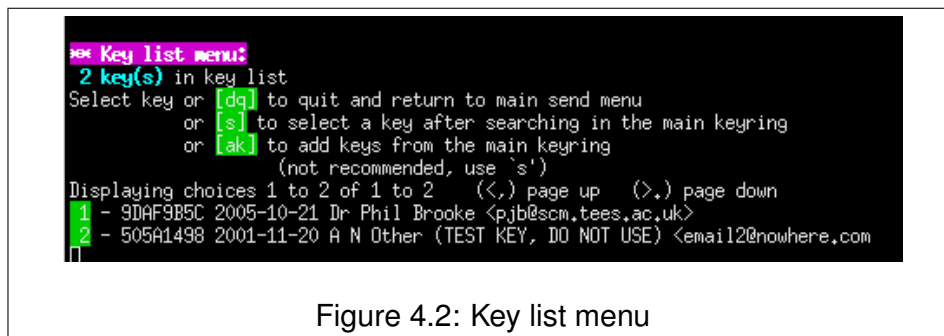 *** Key list menu:
2 key(s) in key list
Select key or [dq] to quit and return to main send menu
or [s] to select a key after searching in the main keyring
or [ak] to add keys from the main keyring
(not recommended, use `s')
Displaying choices 1 to 2 of 1 to 2 (<,) page up (>.) page down
1 - 9DAF9B5C 2005-10-21 Dr Phil Brooke <pjb@scm.tees.ac.uk>
2 - 505A1498 2001-11-20 A N Other (TEST KEY, DO NOT USE) <email2@nowhere.com
Figure 4.2: Key list menu